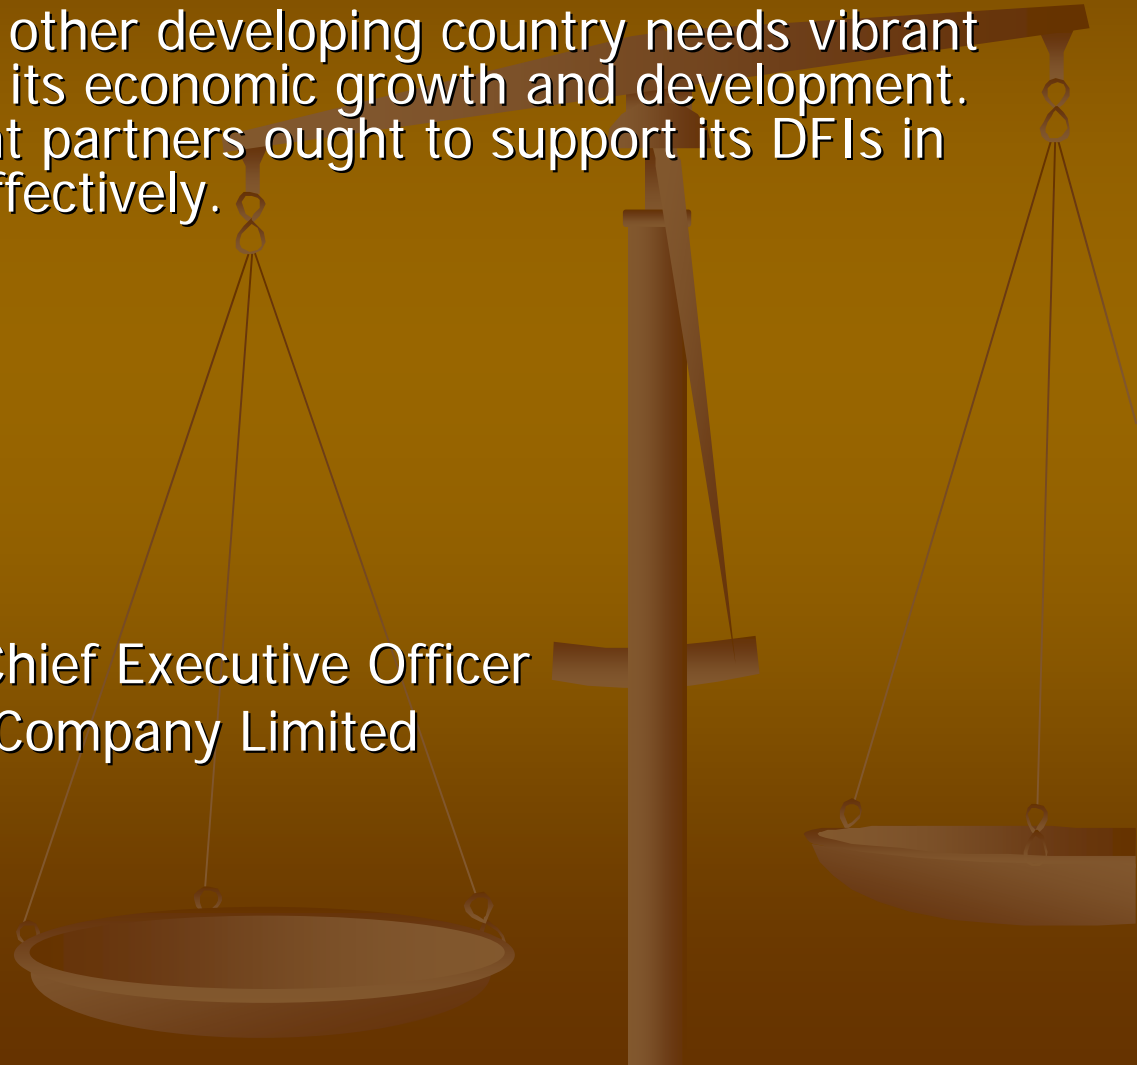 other developing country needs vibrant
its economic growth and development.
partners ought to support its DFIs in
Chief Executive Officer
Company Limited